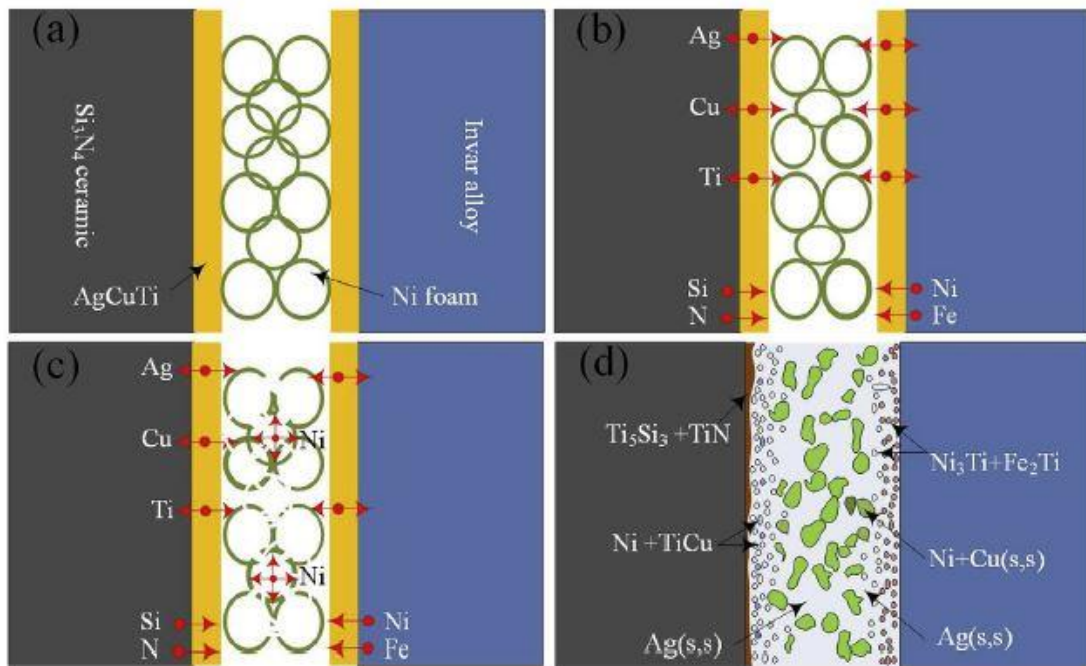 (a)
Si₃N₄ ceramic
Invar alloy
AgCuTi
Ni foam
(b)
Ag
Cu
Ti
Si
N
Ni
Fe
(c)
Ag
Ni
Cu
Ti
Ni
Si
N
Ni
Fe
(d)
Ti₅Si₃ +TiN
Ni₃Ti+Fe₂Ti
Ni +TiCu
Ni+Cu(s,s)
Ag(s,s)
Ag(s,s)